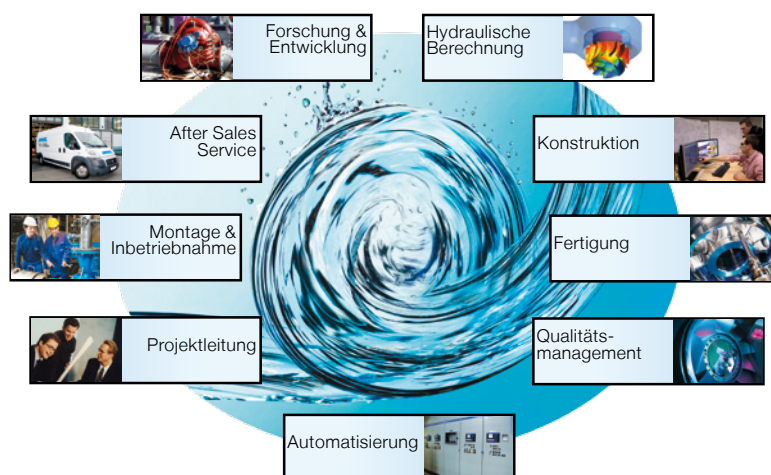 Forschung &
Entwicklung
Hydraulische
Berechnung
After Sales
Service
Konstruktion
Montage &
Inbetriebnahme
Fertigung
Projektleitung
Qualitäts-
management
Automatisierung